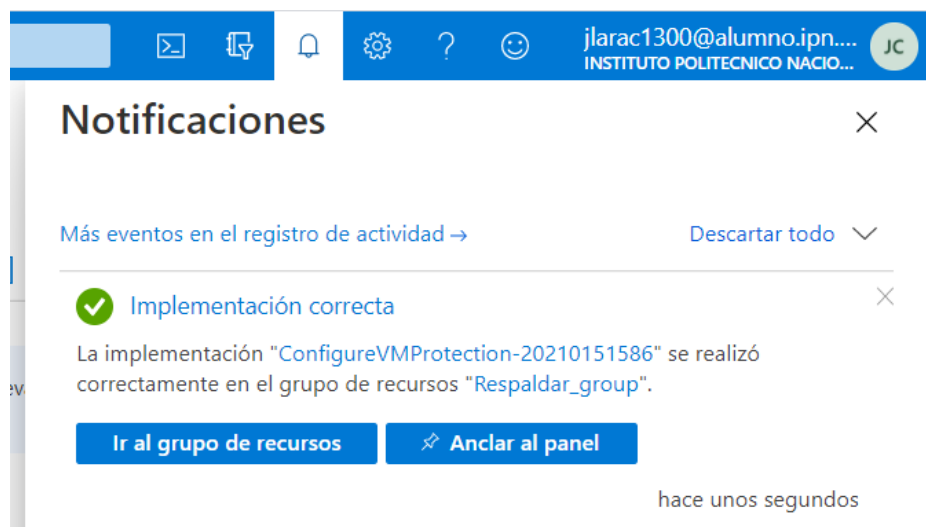 jlarac1300@alumno.ipn....
INSTITUTO POLITECNICO NACIO...
JC
Notificaciones
Más eventos en el registro de actividad →
Descartar todo
Implementación correcta
La implementación "ConfigureVMProtection-20210151586" se realizó
correctamente en el grupo de recursos "Respaldar_group".
Ir al grupo de recursos
Anclar al panel
hace unos segundos